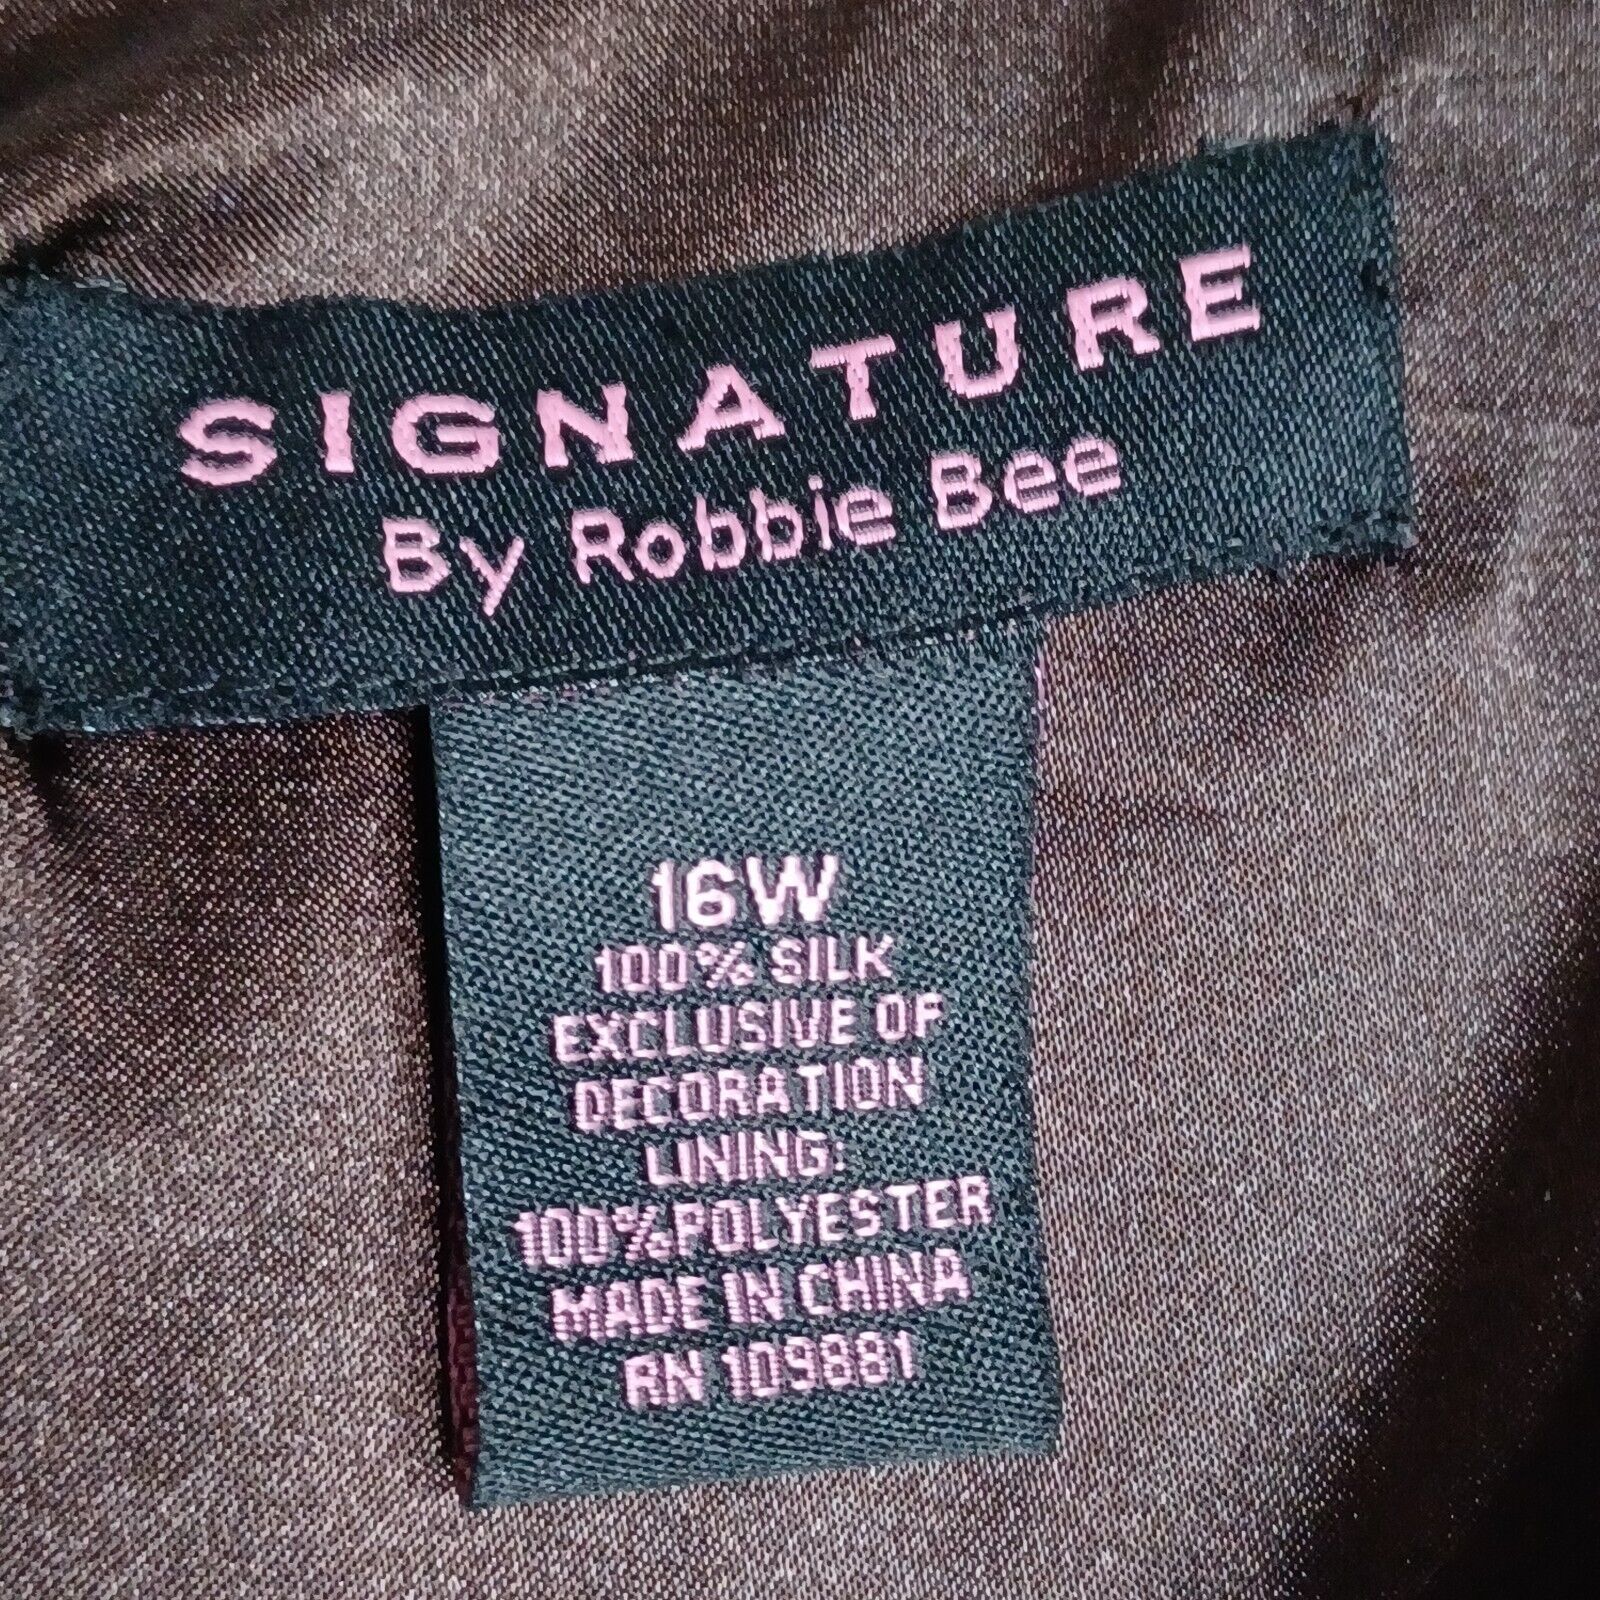 SIGNATURE
By Robbie Bee
16W
100% SILK
EXCLUSIVE OF
DECORATION
LINING:
100%POLYESTER
MADE IN CHINA
RN 109881